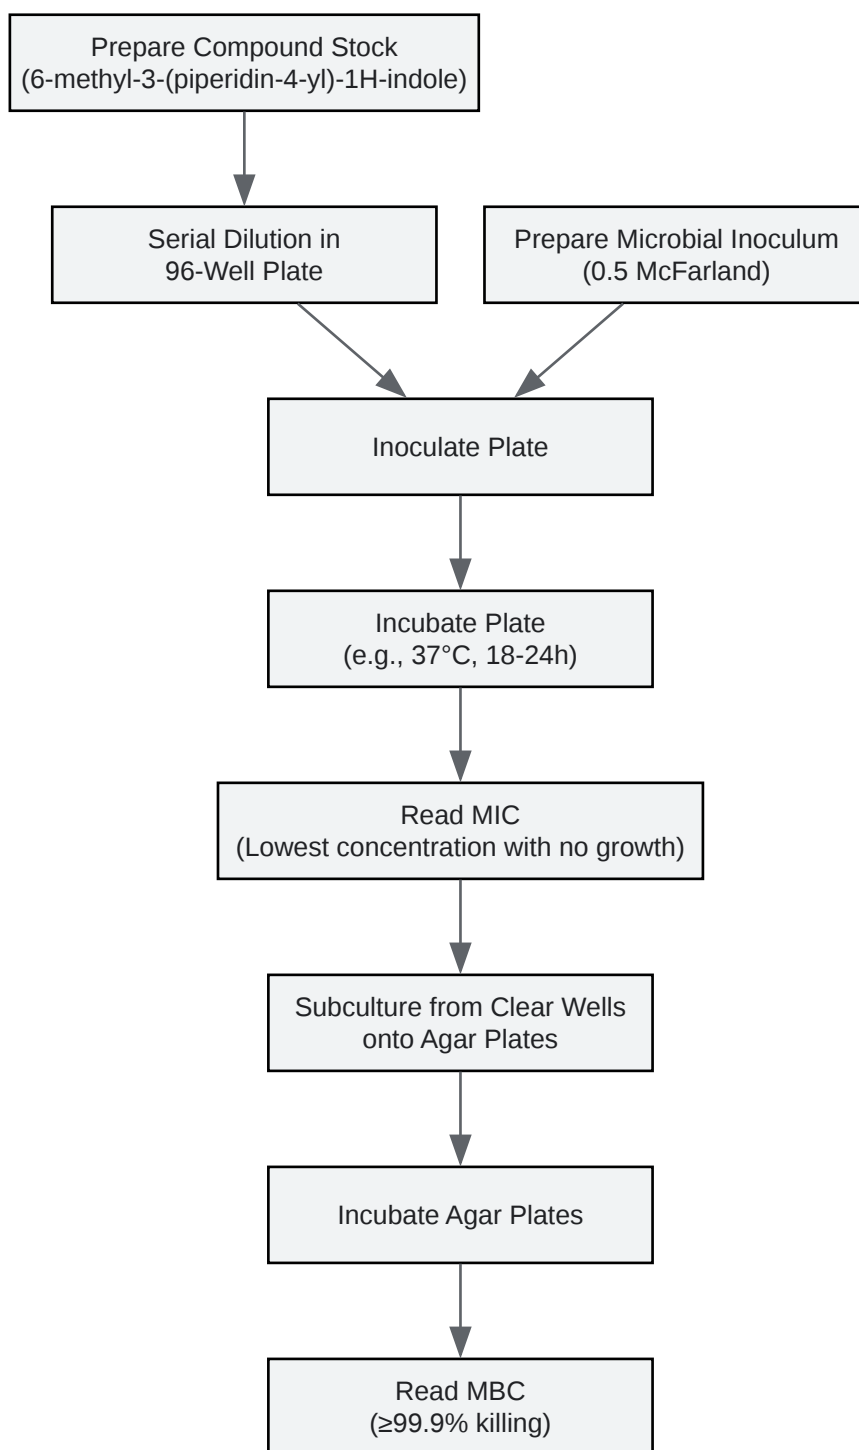 Prepare Compound Stock
(6-methyl-3-(piperidin-4-yl)-1H-indole)
Serial Dilution in
96-Well Plate
Prepare Microbial Inoculum
(0.5 McFarland)
Inoculate Plate
Incubate Plate
(e.g., 37°C, 18-24h)
Read MIC
(Lowest concentration with no growth)
Subculture from Clear Wells
onto Agar Plates
Incubate Agar Plates
Read MBC
(≥99.9% killing)